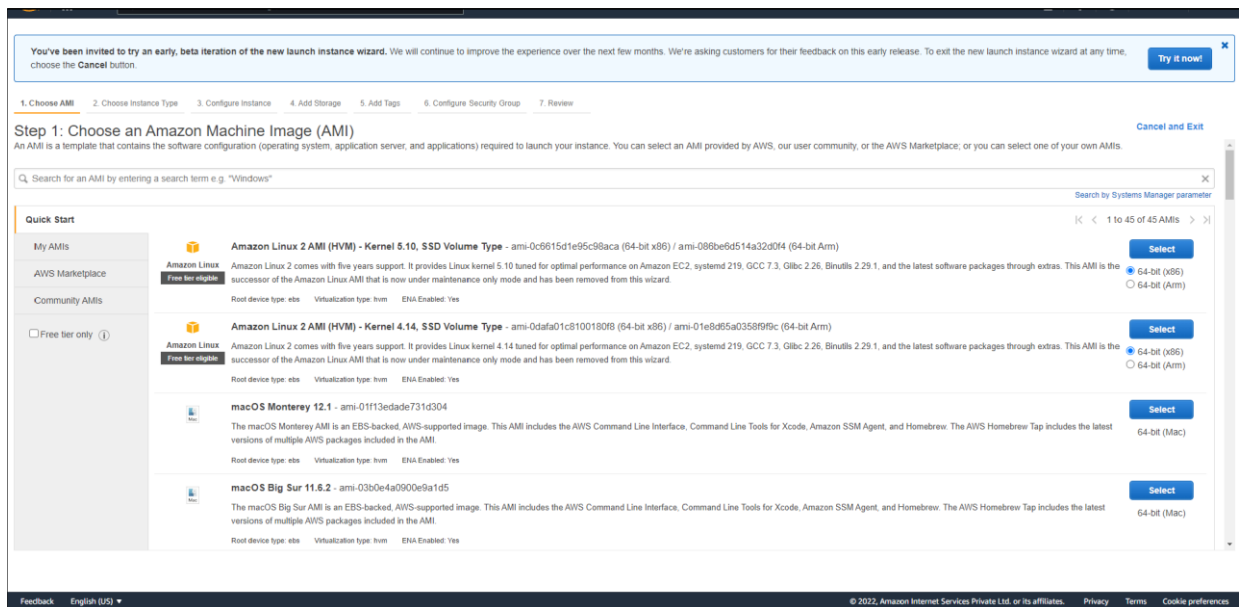 You've been invited to try an early, beta iteration of the new launch instance wizard. We will continue to improve the experience over the next few months. We're asking customers for their feedback on this early release. To exit the new launch instance wizard at any time,
choose the Cancel button.
Try it now!
1. Choose AMI 2. Choose Instance Type 3. Configure Instance 4. Add Storage 5. Add Tags 6. Configure Security Group 7. Review
Step 1: Choose an Amazon Machine Image (AMI)
Cancel and Exit
An AMI is a template that contains the software configuration (operating system, application server, and applications) required to launch your instance. You can select an AMI provided by AWS, our user community, or the AWS Marketplace; or you can select one of your own AMIs.
Search for an AMI by entering a search term e.g. "Windows"
Search by Systems Manager parameter
Quick Start
1 to 45 of 45 AMIs
My AMIs
AWS Marketplace
Community AMIs
Free tier only
Amazon Linux
Free tier eligible
Amazon Linux 2 AMI (HVM) - Kernel 5.10, SSD Volume Type - ami-0c6615d1e95c98aca (64-bit x86) / ami-086be6d514a32d0f4 (64-bit Arm)
Amazon Linux 2 comes with five years support. It provides Linux kernel 5.10 tuned for optimal performance on Amazon EC2, systemd 219, GCC 7.3, Glibc 2.26, Binutils 2.29.1, and the latest software packages through extras. This AMI is the
successor of the Amazon Linux AMI that is now under maintenance only mode and has been removed from this wizard.
Root device type: ebs Virtualization type: hvm ENA Enabled: Yes
Select
64-bit (x86)
64-bit (Arm)
Amazon Linux
Free tier eligible
Amazon Linux 2 AMI (HVM) - Kernel 4.14, SSD Volume Type - ami-0dafa01c8100180f8 (64-bit x86) / ami-01e8d65a0358f9f9c (64-bit Arm)
Amazon Linux 2 comes with five years support. It provides Linux kernel 4.14 tuned for optimal performance on Amazon EC2, systemd 219, GCC 7.3, Glibc 2.26, Binutils 2.29.1, and the latest software packages through extras. This AMI is the
successor of the Amazon Linux AMI that is now under maintenance only mode and has been removed from this wizard.
Root device type: ebs Virtualization type: hvm ENA Enabled: Yes
Select
64-bit (x86)
64-bit (Arm)
Mac
macOS Monterey 12.1 - ami-01f13edade731d304
The macOS Monterey AMI is an EBS-backed, AWS-supported image. This AMI includes the AWS Command Line Interface, Command Line Tools for Xcode, Amazon SSM Agent, and Homebrew. The AWS Homebrew Tap includes the latest
versions of multiple AWS packages included in the AMI.
Root device type: ebs Virtualization type: hvm ENA Enabled: Yes
Select
64-bit (Mac)
Mac
macOS Big Sur 11.6.2 - ami-03b0e4a0900e9a1d5
The macOS Big Sur AMI is an EBS-backed, AWS-supported image. This AMI includes the AWS Command Line Interface, Command Line Tools for Xcode, Amazon SSM Agent, and Homebrew. The AWS Homebrew Tap includes the latest
versions of multiple AWS packages included in the AMI.
Root device type: ebs Virtualization type: hvm ENA Enabled: Yes
Select
64-bit (Mac)
Feedback English (US) © 2022, Amazon Internet Services Private Ltd. or its affiliates. Privacy Terms Cookie preferences